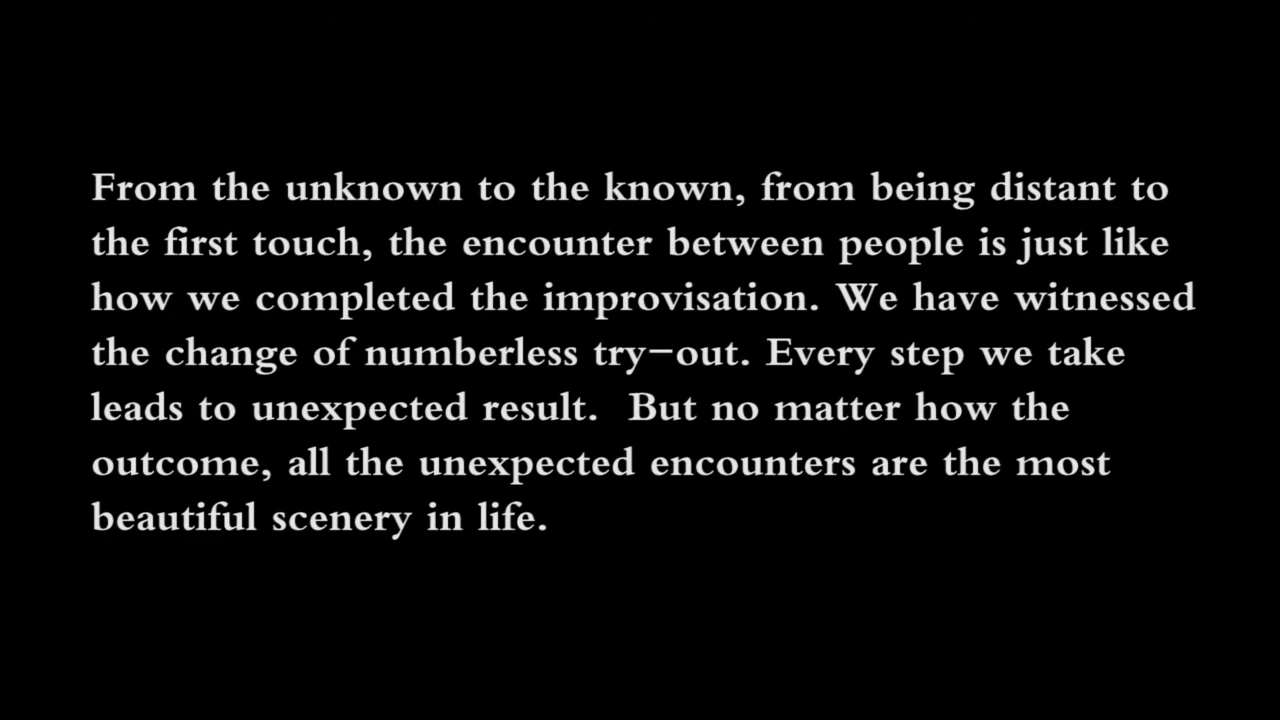 From the unknown to the known, from being distant to
the first touch, the encounter between people is just like
how we completed the improvisation. We have witnessed
the change of numberless try–out. Every step we take
leads to unexpected result.  But no matter how the
outcome, all the unexpected encounters are the most
beautiful scenery in life.